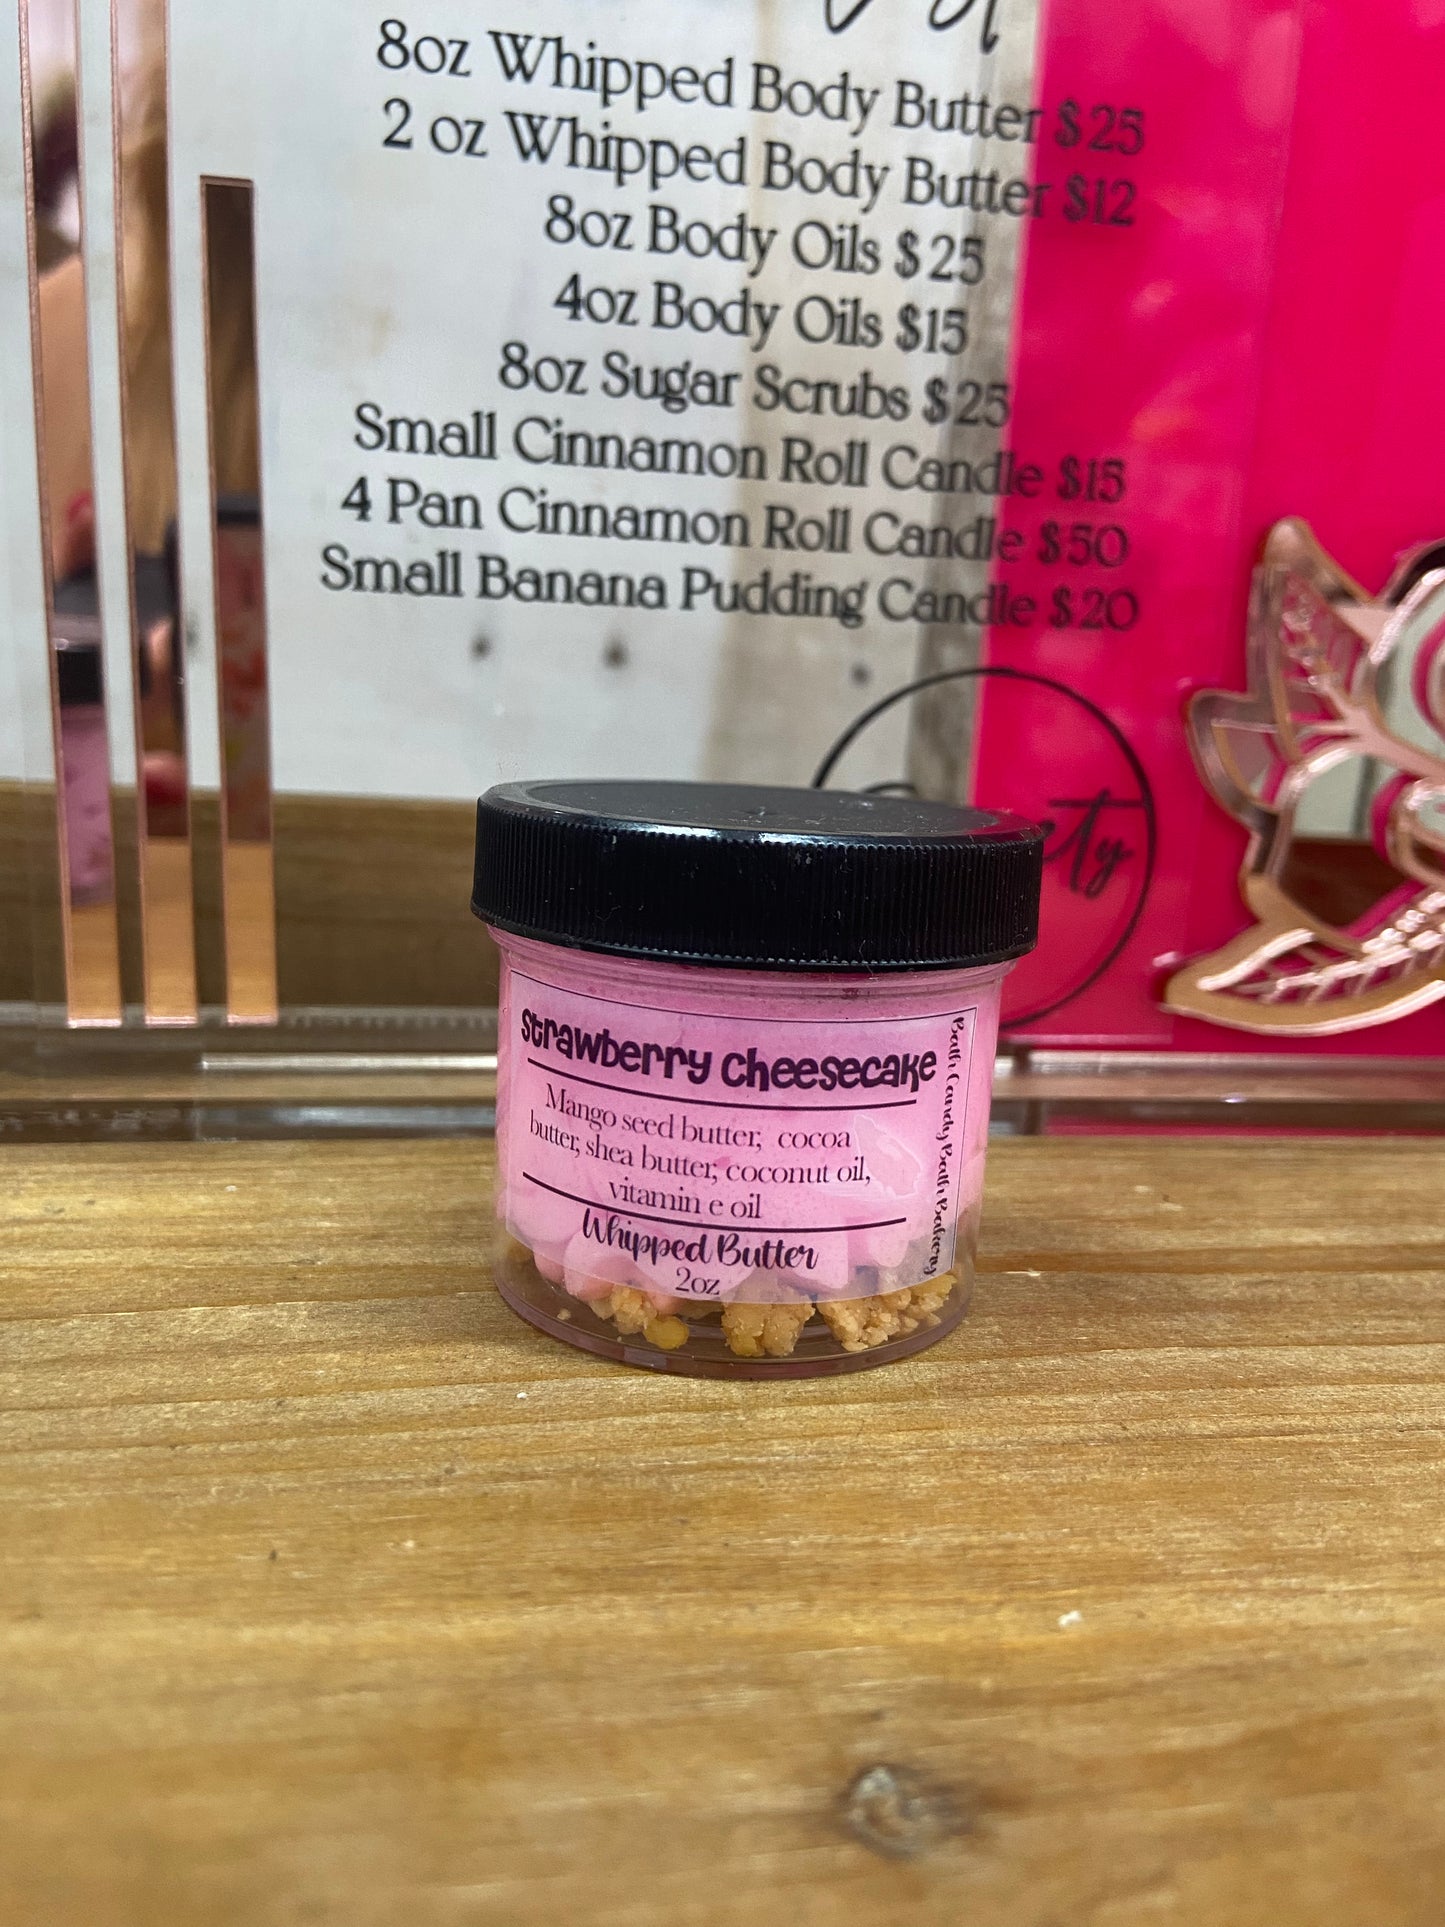 8oz Whipped Body Butter $25
2 oz Whipped Body Butter $12
8oz Body Oils $25
4oz Body Oils $15
8oz Sugar Scrubs $25
Small Cinnamon Roll Candle $15
4 Pan Cinnamon Roll Candle $50
Small Banana Pudding Candle $20
strawberry cheesecake
Mango seed butter, cocoa
butter, shea butter, coconut oil,
vitamin e oil
Whipped Butter
2oz
Bath Candy Bath Bakery